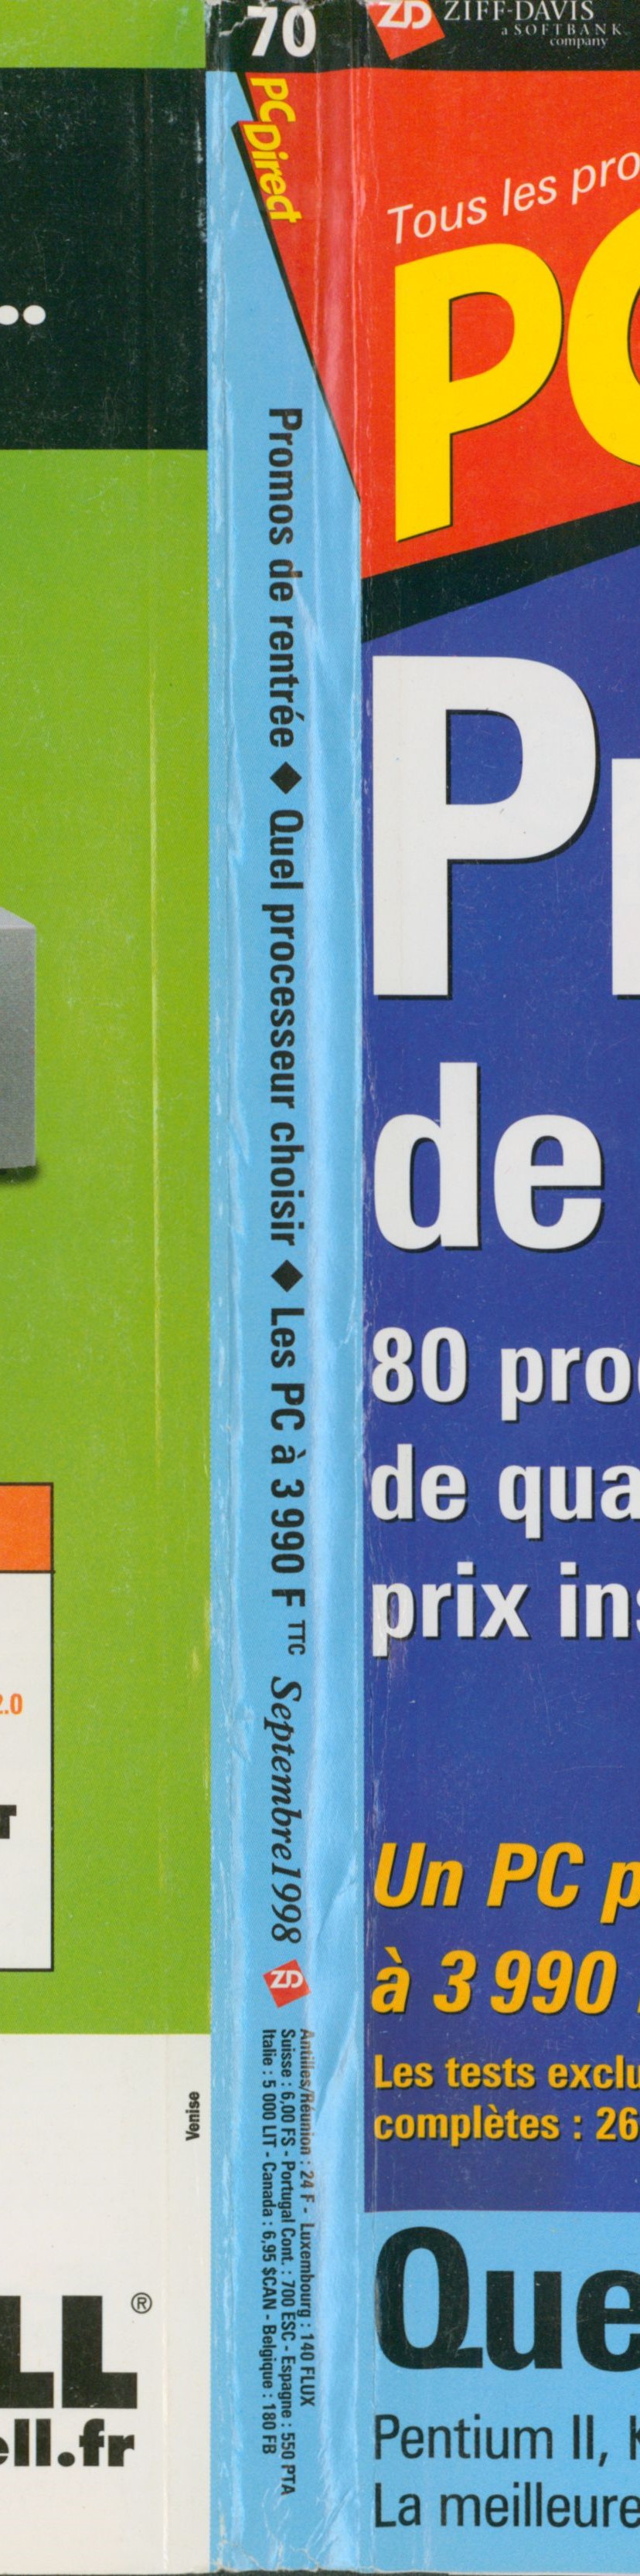 70
PC Direct
Promos de rentrée ◆ Quel processeur choisir ◆ Les PC à 3 990 F TTC Septembre 1998 ZD
Antilles/Réunion : 24 F - Luxembourg : 140 FLUX
Suisse : 6,00 FS - Portugal Cont. : 700 ESC - Espagne : 550 PTA
Italie : 5 000 LIT - Canada : 6,95 $CAN - Belgique : 180 FB
ZD ZIFF-DAVIS
a SOFTBANK
company
Tous les pro
PC
Pr
de
80 prod
de qua
prix ins
Un PC p
à 3 990
Les tests exclu
complètes : 26
Que
Pentium II, K
La meilleure
2.0
T
Venise
LL®
ell.fr